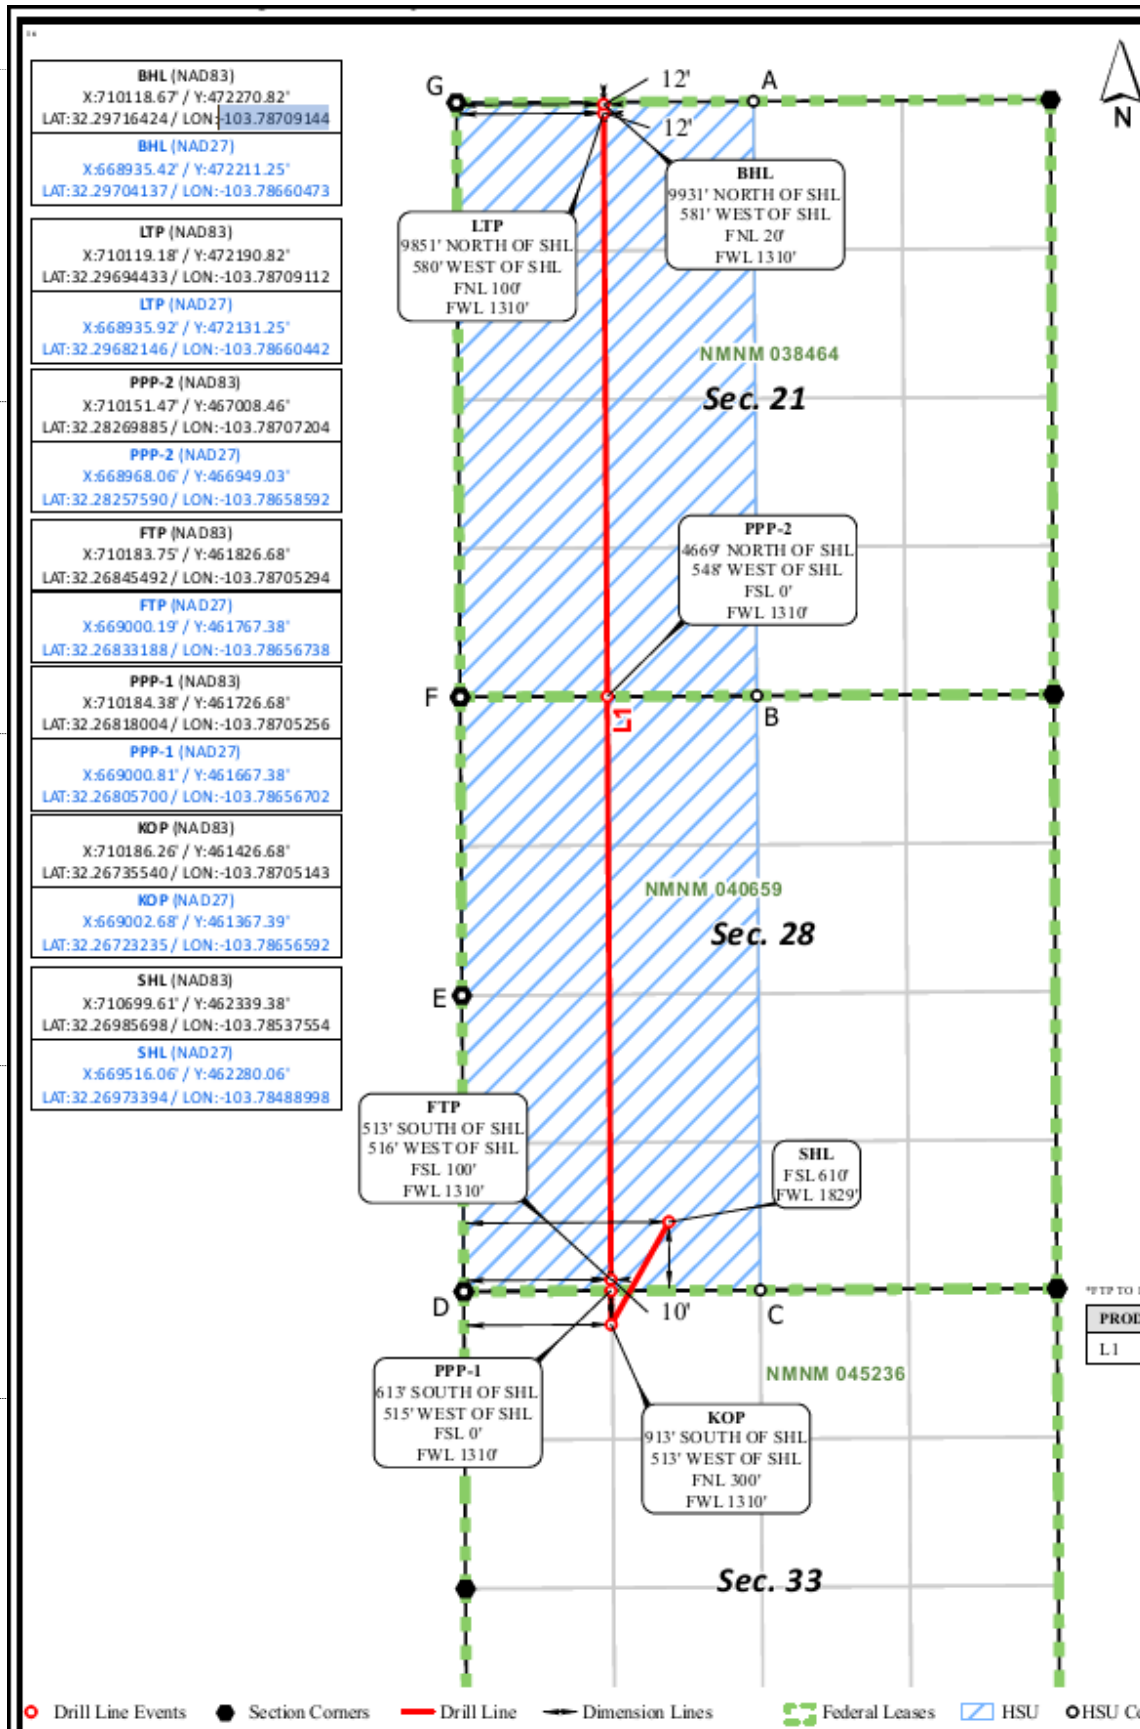 BHL (NAD83)
X:710118.67' / Y:472270.82'
LAT:32.29716424 / LON:-103.78709144
BHL (NAD27)
X:668935.42' / Y:472211.25'
LAT:32.29704137 / LON:-103.78660473
LTP (NAD83)
X:710119.18' / Y:472190.82'
LAT:32.29694433 / LON:-103.78709112
LTP (NAD27)
X:668935.92' / Y:472131.25'
LAT:32.29682146 / LON:-103.78660442
PPP-2 (NAD83)
X:710151.47' / Y:467008.46'
LAT:32.28269885 / LON:-103.78707204
PPP-2 (NAD27)
X:668968.06' / Y:466949.03'
LAT:32.28257590 / LON:-103.78658592
FTP (NAD83)
X:710183.75' / Y:461826.68'
LAT:32.26845492 / LON:-103.78705294
FTP (NAD27)
X:669000.19' / Y:461767.38'
LAT:32.26833188 / LON:-103.78656738
PPP-1 (NAD83)
X:710184.38' / Y:461726.68'
LAT:32.26818004 / LON:-103.78705256
PPP-1 (NAD27)
X:669000.81' / Y:461667.38'
LAT:32.26805700 / LON:-103.78656702
KOP (NAD83)
X:710186.26' / Y:461426.68'
LAT:32.26735540 / LON:-103.78705143
KOP (NAD27)
X:669002.68' / Y:461367.39'
LAT:32.26723235 / LON:-103.78656592
SHL (NAD83)
X:710699.61' / Y:462339.38'
LAT:32.26985698 / LON:-103.78537554
SHL (NAD27)
X:669516.06' / Y:462280.06'
LAT:32.26973394 / LON:-103.78488998
G
12'
A
N
12'
BHL
9931' NORTH OF SHL
581' WEST OF SHL
FNL 20'
FWL 1310'
LTP
9851' NORTH OF SHL
580' WEST OF SHL
FNL 100'
FWL 1310'
NMNM 038464
Sec. 21
PPP-2
4669' NORTH OF SHL
548' WEST OF SHL
FSL 0'
FWL 1310'
F
L1
B
NMNM 040659
Sec. 28
E
FTP
513' SOUTH OF SHL
516' WEST OF SHL
FSL 100'
FWL 1310'
SHL
FSL 610'
FWL 1829'
D
10'
C
*FTP TO
PROD
L1
PPP-1
613' SOUTH OF SHL
515' WEST OF SHL
FSL 0'
FWL 1310'
NMNM 045236
KOP
913' SOUTH OF SHL
513' WEST OF SHL
FNL 300'
FWL 1310'
Sec. 33
Drill Line Events
Section Corners
Drill Line
Dimension Lines
Federal Leases
HSU
HSU Co